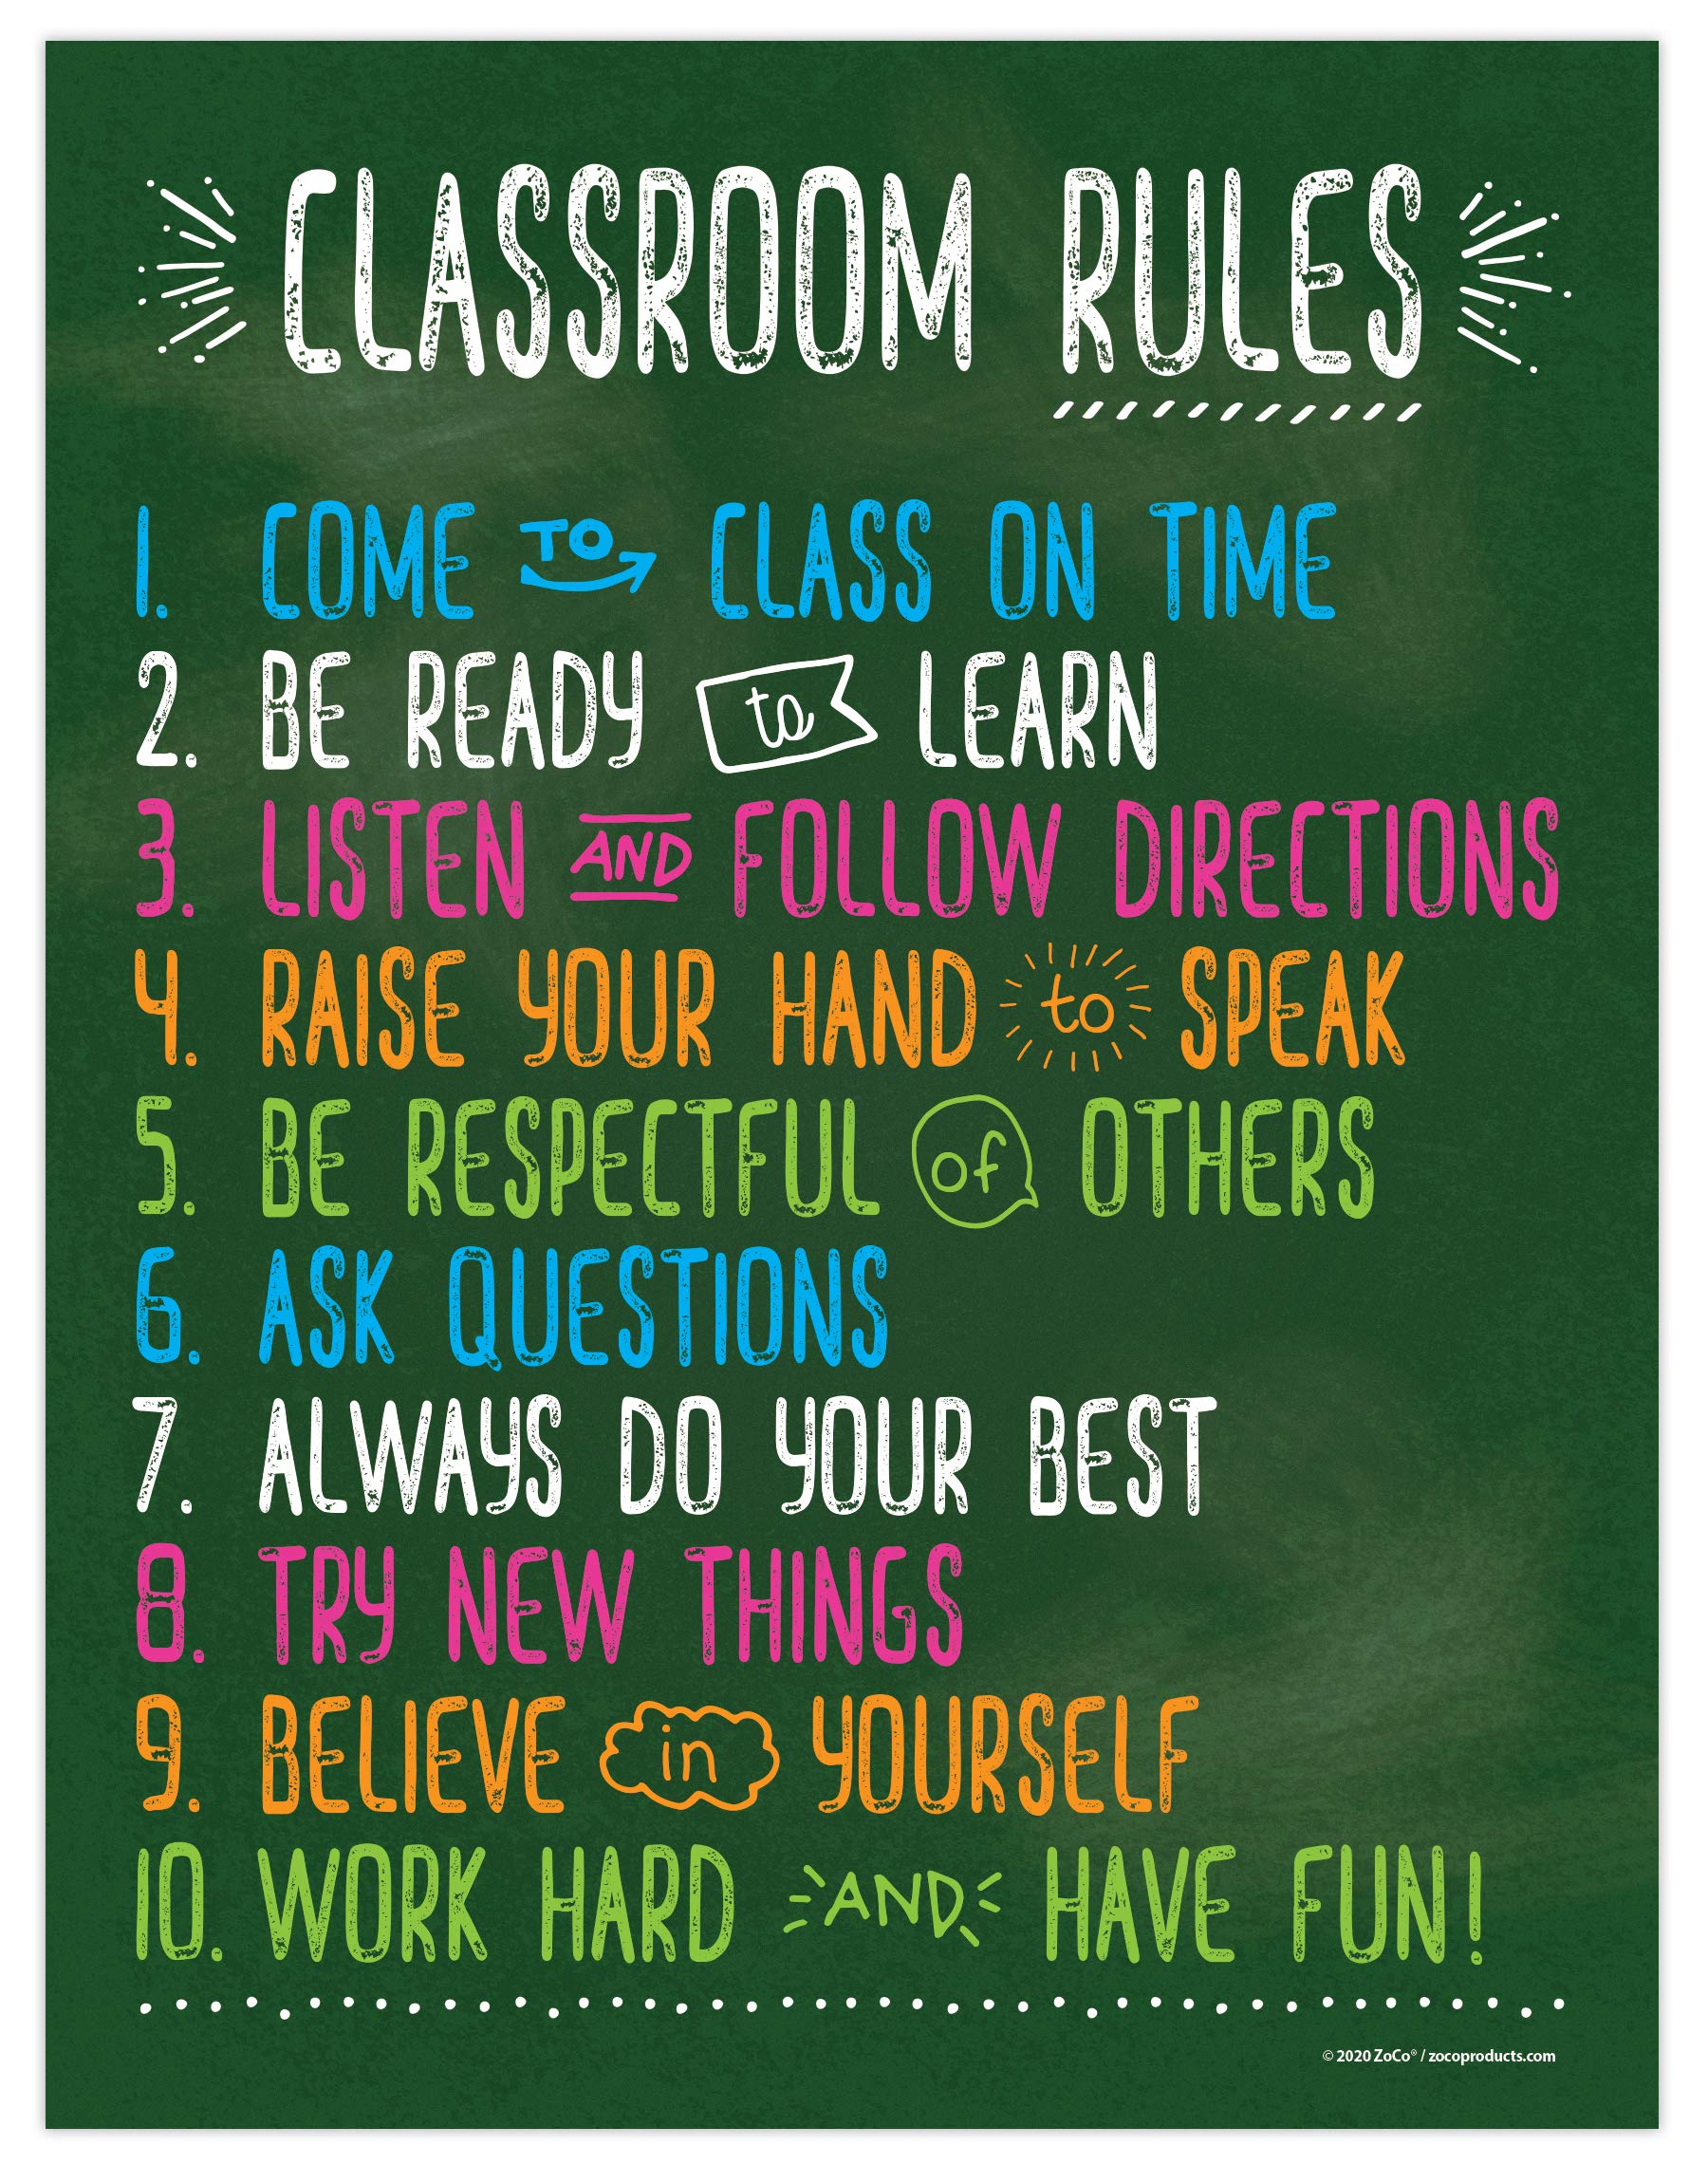 CLASSROOM RULES
1. COME TO CLASS ON TIME
2. BE READY to LEARN
3. LISTEN AND FOLLOW DIRECTIONS
4. RAISE YOUR HAND to SPEAK
5. BE RESPECTFUL of OTHERS
6. ASK QUESTIONS
7. ALWAYS DO YOUR BEST
8. TRY NEW THINGS
9. BELIEVE in YOURSELF
10. WORK HARD AND HAVE FUN!
© 2020 ZoCo® / zocoproducts.com